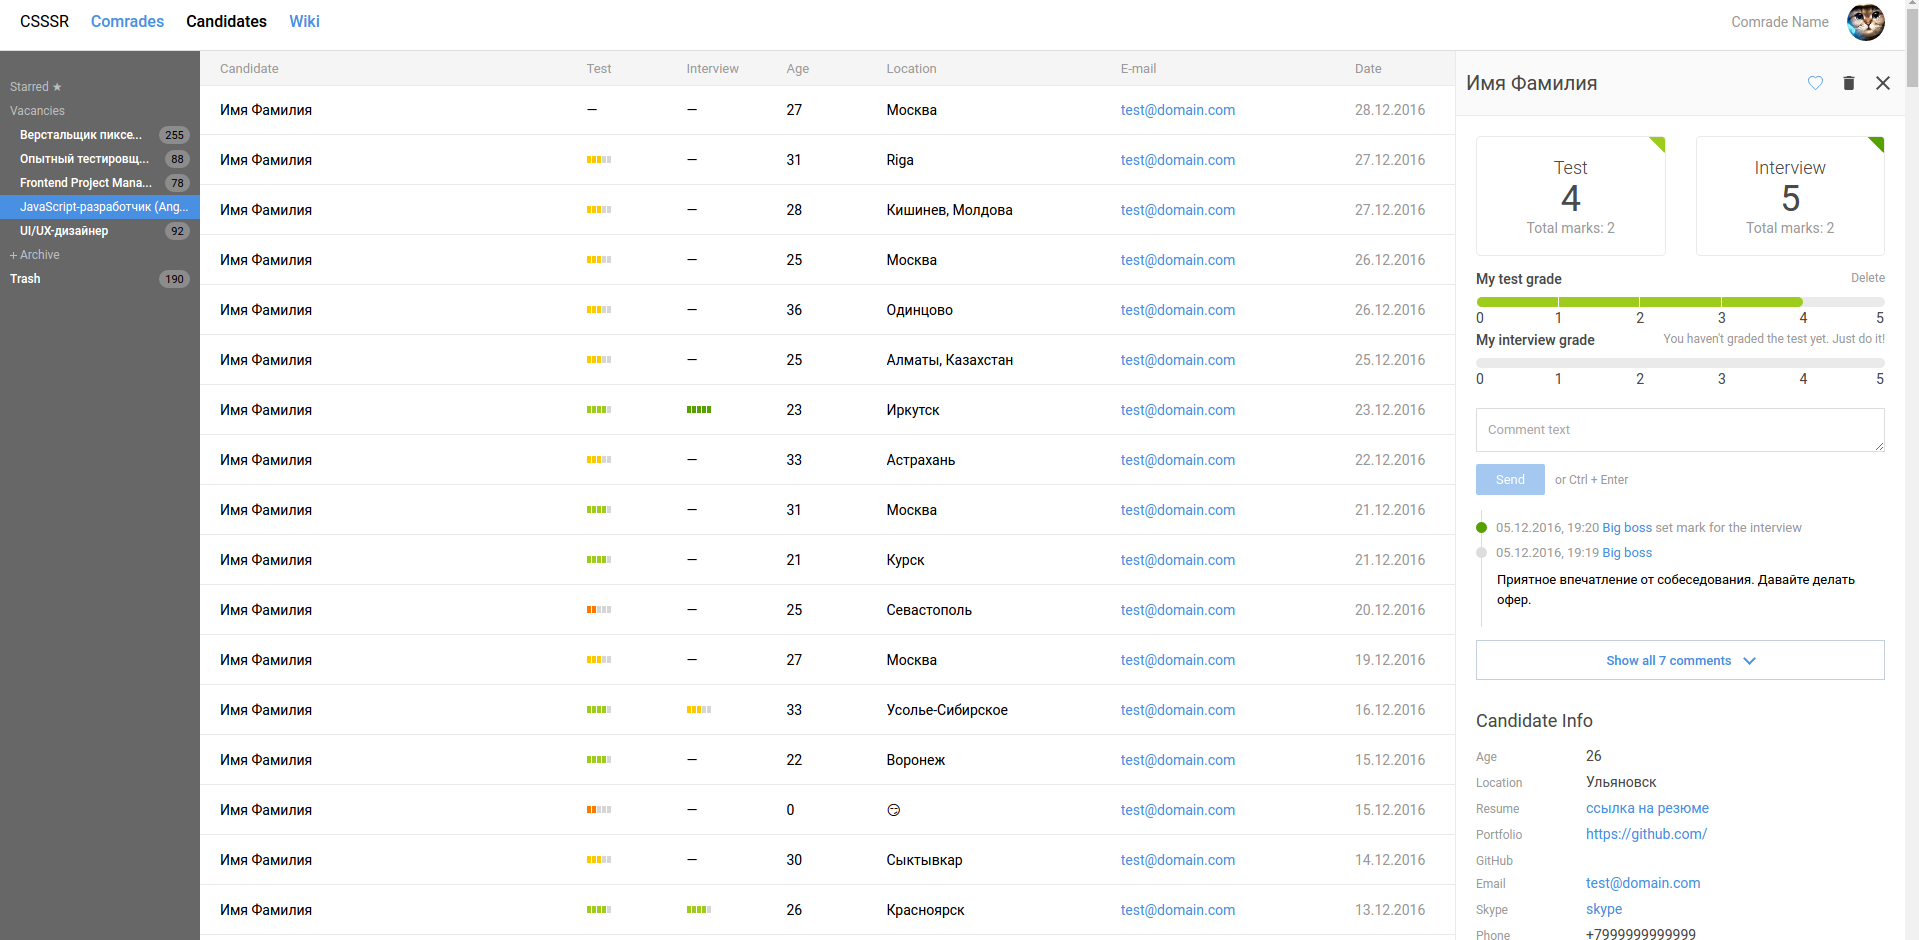 CSSSR Comrades Candidates Wiki Comrade Name
Starred ★
Vacancies
Верстальщик пиксе... 255
Опытный тестировщ... 88
Frontend Project Mana... 78
JavaScript-разработчик (Ang...
UI/UX-дизайнер 92
+ Archive
Trash 190
Candidate Test Interview Age Location E-mail Date
Имя Фамилия — — 27 Москва test@domain.com 28.12.2016
Имя Фамилия — 31 Riga test@domain.com 27.12.2016
Имя Фамилия — 28 Кишинев, Молдова test@domain.com 27.12.2016
Имя Фамилия — 25 Москва test@domain.com 26.12.2016
Имя Фамилия — 36 Одинцово test@domain.com 26.12.2016
Имя Фамилия — 25 Алматы, Казахстан test@domain.com 25.12.2016
Имя Фамилия 23 Иркутск test@domain.com 23.12.2016
Имя Фамилия — 33 Астрахань test@domain.com 22.12.2016
Имя Фамилия — 31 Москва test@domain.com 21.12.2016
Имя Фамилия — 21 Курск test@domain.com 21.12.2016
Имя Фамилия — 25 Севастополь test@domain.com 20.12.2016
Имя Фамилия — 27 Москва test@domain.com 19.12.2016
Имя Фамилия 33 Усолье-Сибирское test@domain.com 16.12.2016
Имя Фамилия — 22 Воронеж test@domain.com 15.12.2016
Имя Фамилия — 0 😏 test@domain.com 15.12.2016
Имя Фамилия — 30 Сыктывкар test@domain.com 14.12.2016
Имя Фамилия 26 Красноярск test@domain.com 13.12.2016
Имя Фамилия
Test
4
Total marks: 2
Interview
5
Total marks: 2
My test grade Delete
0 1 2 3 4 5
My interview grade You haven't graded the test yet. Just do it!
0 1 2 3 4 5
Comment text
Send or Ctrl + Enter
05.12.2016, 19:20 Big boss set mark for the interview
05.12.2016, 19:19 Big boss
Приятное впечатление от собеседования. Давайте делать
офер.
Show all 7 comments
Candidate Info
Age 26
Location Ульяновск
Resume ссылка на резюме
Portfolio https://github.com/
GitHub
Email test@domain.com
Skype skype
Phone +7999999999999